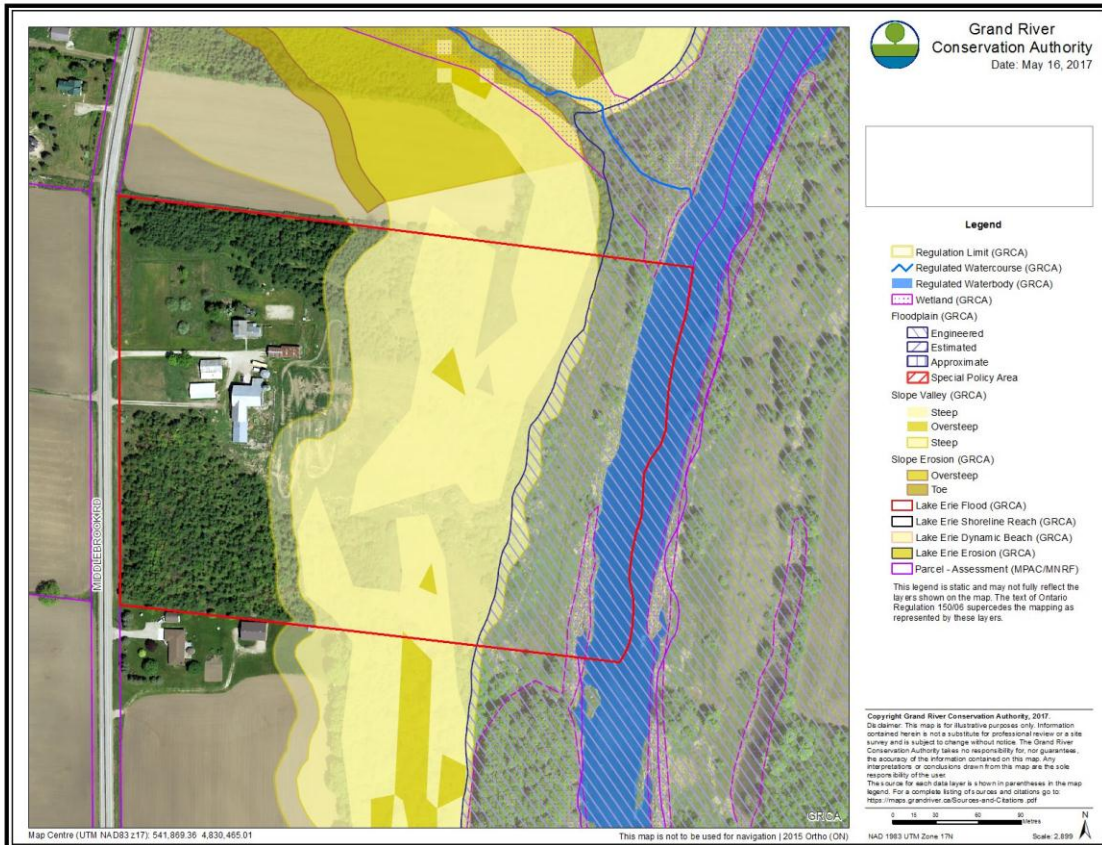 Grand River
Conservation Authority
Date: May 16, 2017
Legend
Regulation Limit (GRCA)
Regulated Watercourse (GRCA)
Regulated Waterbody (GRCA)
Wetland (GRCA)
Floodplain (GRCA)
Engineered
Estimated
Approximate
Special Policy Area
Slope Valley (GRCA)
Steep
Oversteep
Steep
Slope Erosion (GRCA)
Oversteep
Toe
Lake Erie Flood (GRCA)
Lake Erie Shoreline Reach (GRCA)
Lake Erie Dynamic Beach (GRCA)
Lake Erie Erosion (GRCA)
Parcel - Assessment (MPAC/MNRF)
This legend is static and may not fully reflect the
layers shown on the map. The text of Ontario
Regulation 150/06 supercedes the mapping as
represented by these layers.
MIDDLEBROOK RD
GRCA
Copyright Grand River Conservation Authority, 2017.
Disclaimer: This map is for illustrative purposes only. Information
contained herein is not a substitute for professional review or a site
survey and is subject to change without notice. The Grand River
Conservation Authority takes no responsibility for, nor guarantees,
the accuracy of the information contained on this map. Any
interpretations or conclusions drawn from this map are the sole
responsibility of the user.
The source for each data layer is shown in parentheses in the map
legend. For a complete listing of sources and citations go to:
https://maps.grandriver.ca/Sources-and-Citations.pdf
0 15 30 60 90
Metres
N
NAD 1983 UTM Zone 17N
Scale: 2,899
Map Centre (UTM NAD83 z17): 541,869.36 4,830,465.01
This map is not to be used for navigation | 2015 Ortho (ON)